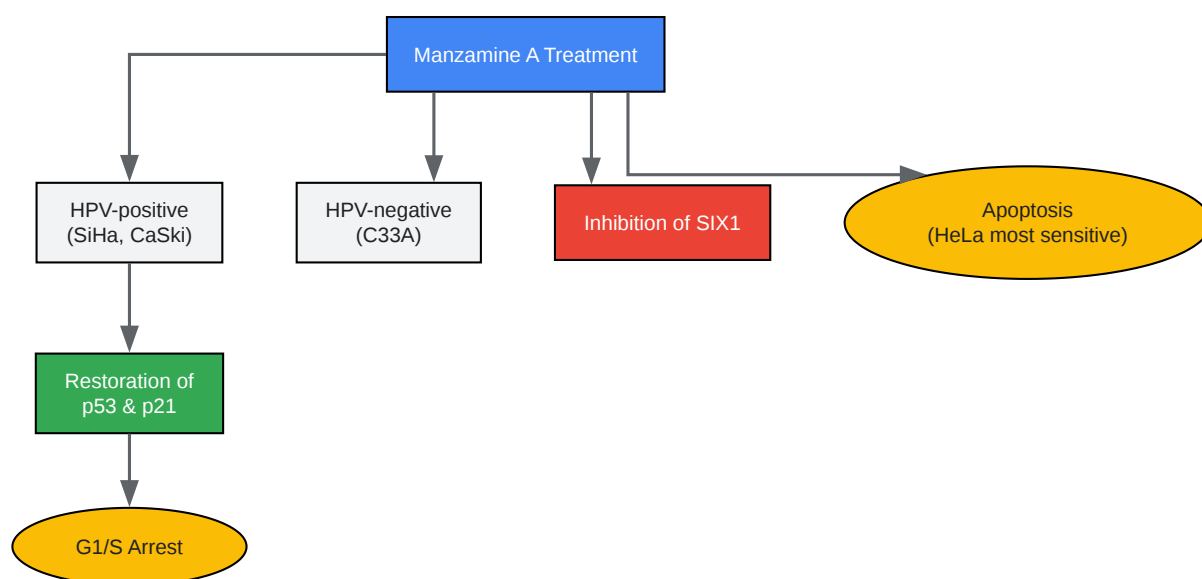 Manzamine A Treatment
HPV-positive
(SiHa, CaSki)
HPV-negative
(C33A)
Inhibition of SIX1
Apoptosis
(HeLa most sensitive)
Restoration of
p53 & p21
G1/S Arrest